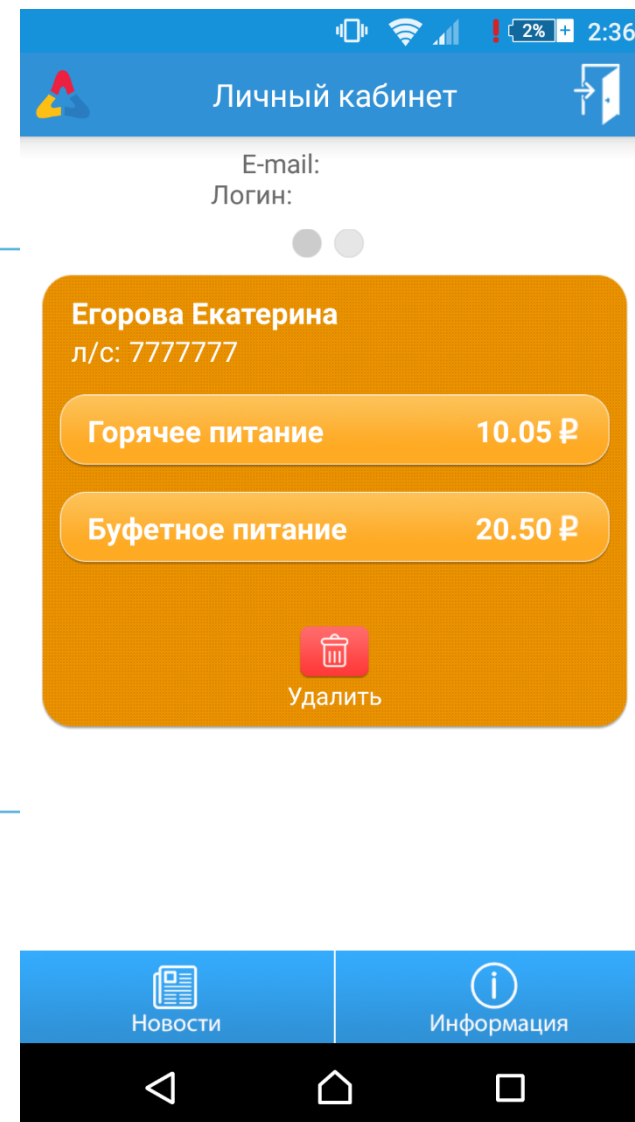 2% 2:36
Личный кабинет
E-mail:
Логин:
Егорова Екатерина
л/с: 7777777
Горячее питание 10.05 ₽
Буфетное питание 20.50 ₽
Удалить
Новости Информация